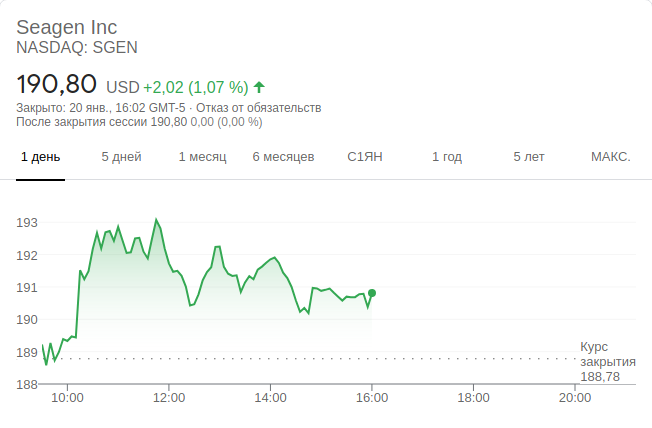 Seagen Inc
NASDAQ: SGEN
190,80 USD +2,02 (1,07 %)
Закрыто: 20 янв., 16:02 GMT-5 · Отказ от обязательств
После закрытия сессии 190,80 0,00 (0,00 %)
1 день 5 дней 1 месяц 6 месяцев С1ЯН 1 год 5 лет МАКС.
193
192
191
190
189
188
Курс
закрытия
188,78
10:00 12:00 14:00 16:00 18:00 20:00